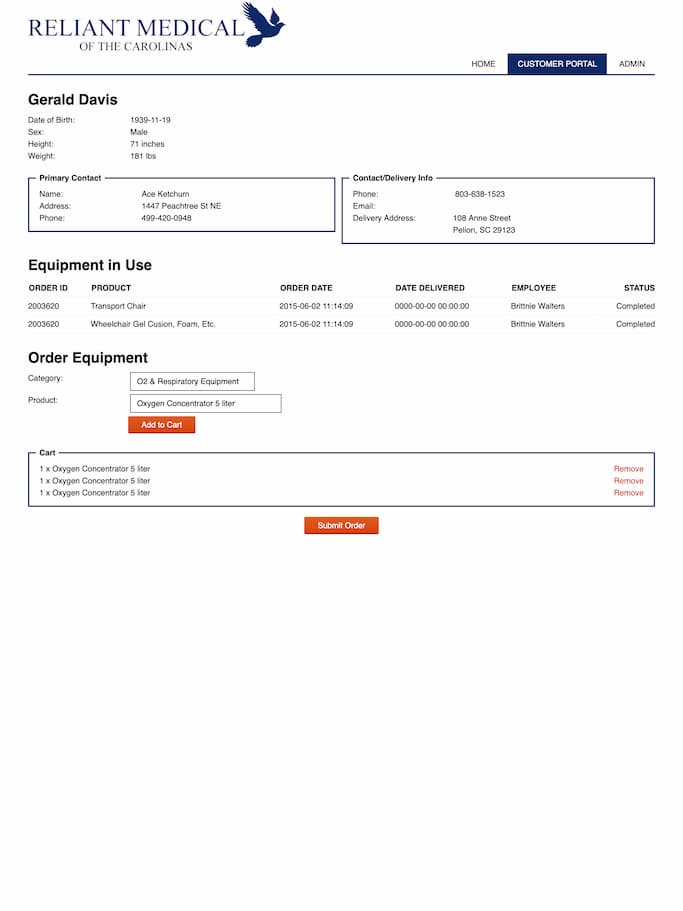 RELIANT MEDICAL
OF THE CAROLINAS
HOME CUSTOMER PORTAL ADMIN
Gerald Davis
Date of Birth: 1939-11-19
Sex: Male
Height: 71 inches
Weight: 181 lbs
Primary Contact
Name: Ace Ketchum
Address: 1447 Peachtree St NE
Phone: 499-420-0948
Contact/Delivery Info
Phone: 803-638-1523
Email:
Delivery Address: 108 Anne Street
Pelion, SC 29123
Equipment in Use
ORDER ID PRODUCT ORDER DATE DATE DELIVERED EMPLOYEE STATUS
2003620 Transport Chair 2015-06-02 11:14:09 0000-00-00 00:00:00 Brittnie Walters Completed
2003620 Wheelchair Gel Cusion, Foam, Etc. 2015-06-02 11:14:09 0000-00-00 00:00:00 Brittnie Walters Completed
Order Equipment
Category: O2 & Respiratory Equipment
Product: Oxygen Concentrator 5 liter
Add to Cart
Cart
1 x Oxygen Concentrator 5 liter Remove
1 x Oxygen Concentrator 5 liter Remove
1 x Oxygen Concentrator 5 liter Remove
Submit Order